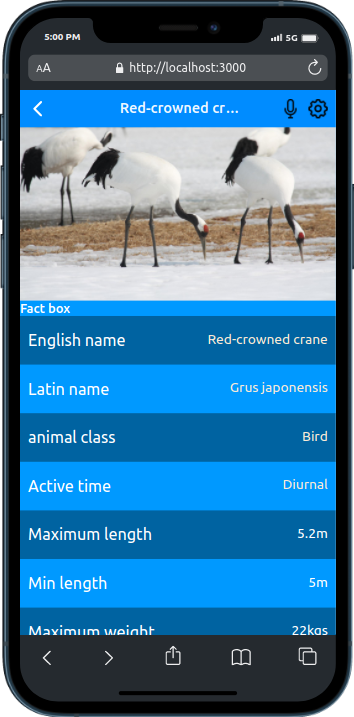 5:00 PM 5G
AA http://localhost:3000
Red-crowned cr...
Fact box
English name Red-crowned crane
Latin name Grus japonensis
animal class Bird
Active time Diurnal
Maximum length 5.2m
Min length 5m
Maximum weight 22kgs